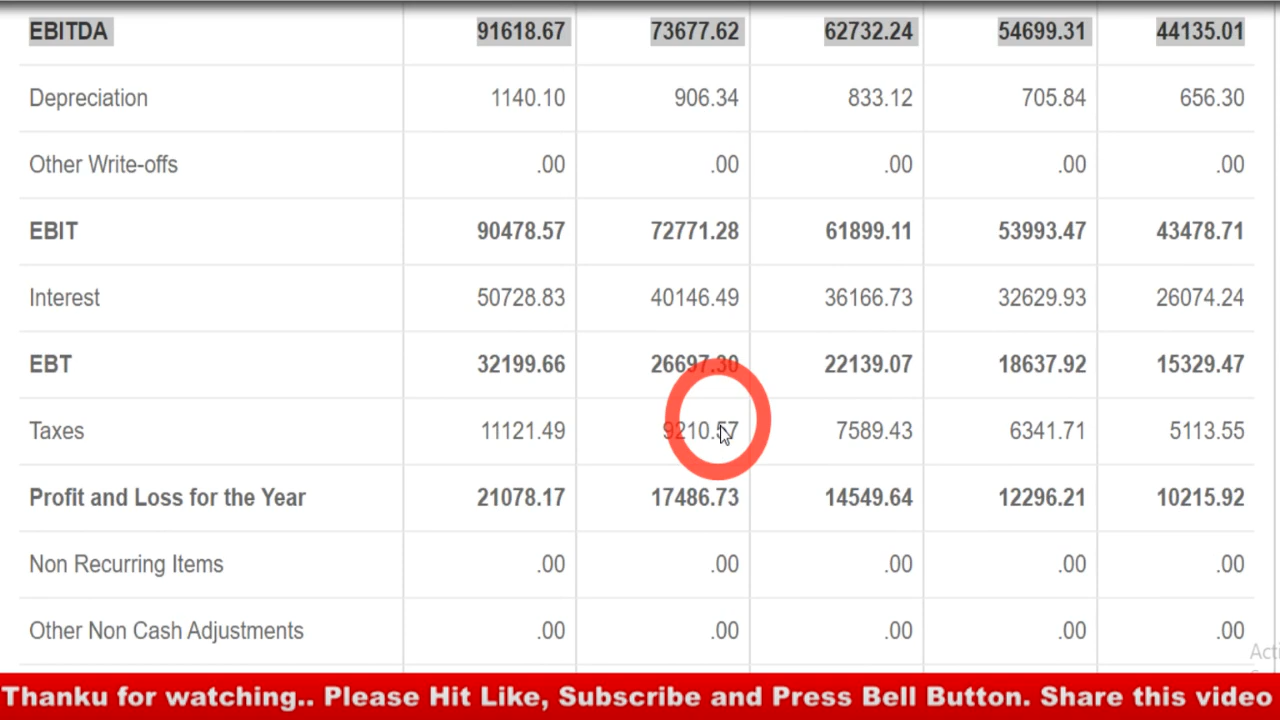 EBITDA 91618.67 73677.62 62732.24 54699.31 44135.01
Depreciation 1140.10 906.34 833.12 705.84 656.30
Other Write-offs .00 .00 .00 .00 .00
EBIT 90478.57 72771.28 61899.11 53993.47 43478.71
Interest 50728.83 40146.49 36166.73 32629.93 26074.24
EBT 32199.66 26697.30 22139.07 18637.92 15329.47
Taxes 11121.49 9210.57 7589.43 6341.71 5113.55
Profit and Loss for the Year 21078.17 17486.73 14549.64 12296.21 10215.92
Non Recurring Items .00 .00 .00 .00 .00
Other Non Cash Adjustments .00 .00 .00 .00 .00
Acti
Thanku for watching.. Please Hit Like, Subscribe and Press Bell Button. Share this video